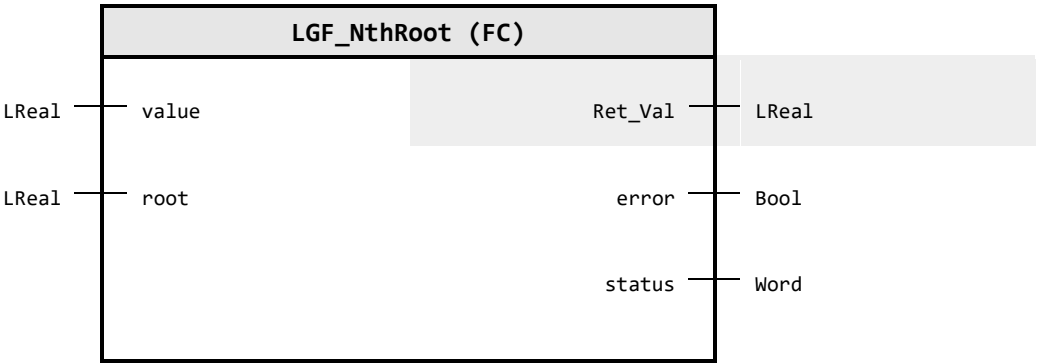 LGF_NthRoot (FC)
LReal value Ret_Val LReal
LReal root error Bool
status Word